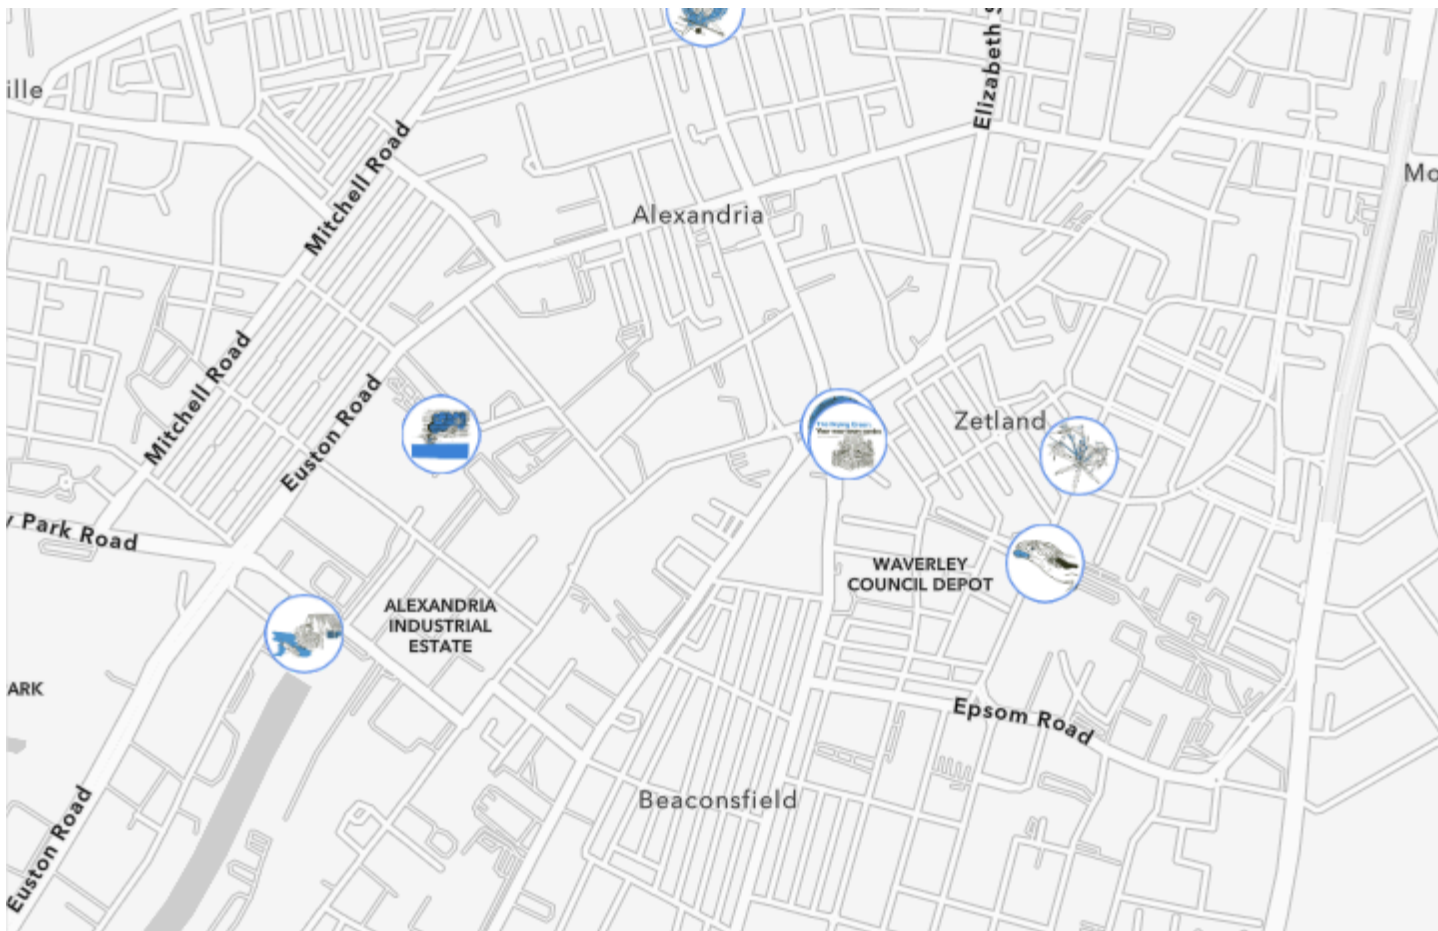 Elizabeth S
ille
Mitchell Road
Mo
Alexandria
Mitchell Road
Euston Road
Zetland
y Park Road
WAVERLEY
COUNCIL DEPOT
ALEXANDRIA
INDUSTRIAL
ESTATE
ARK
Epsom Road
Beaconsfield
Euston Road